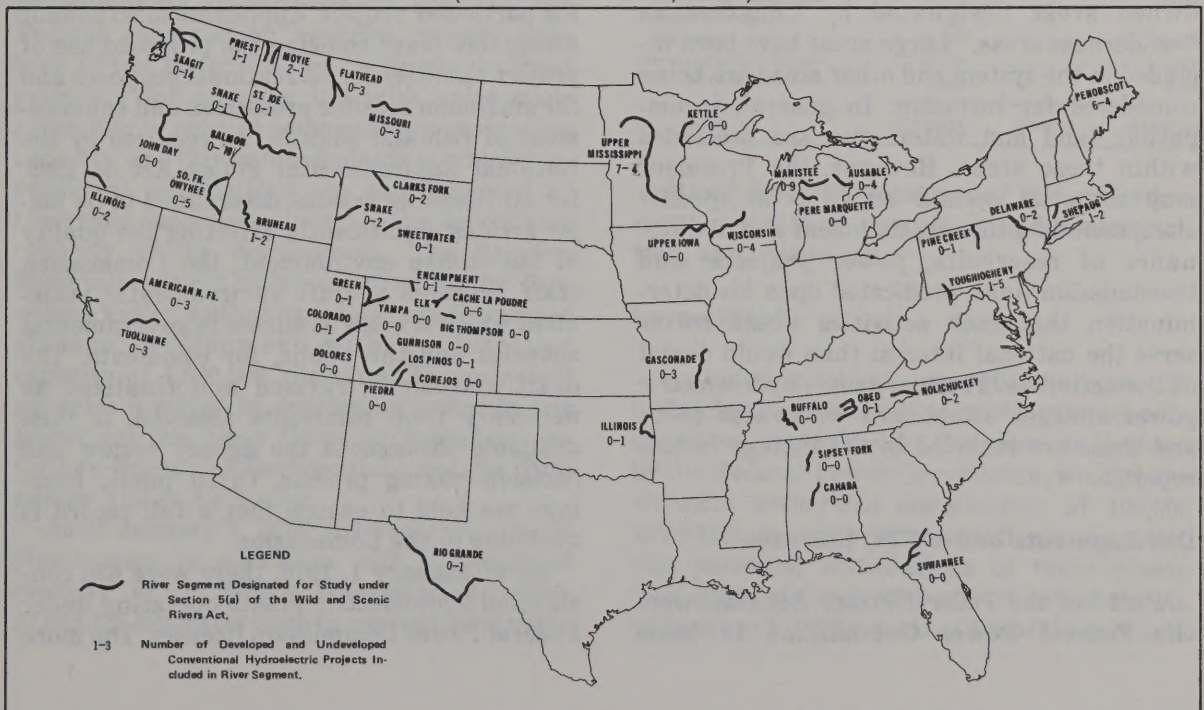 SKAGIT
0-14
PRIEST
1-1
MOYIE
2-1
FLATHEAD
0-3
SNAKE
0-1
ST. JOE
0-1
MISSOURI
0-3
SALMON
JOHN DAY
0-0
SO. FK.
OWYHEE
0-5
ILLINOIS
0-2
BRUNEAU
1-2
CLARKS FORK
0-2
SNAKE
0-2
SWEETWATER
0-1
AMERICAN N. FK.
0-3
TUOLUMNE
ENCAMPMENT
0-1
GREEN
0-1
ELK
0-0
CACHE LA POUDRE
0-6
YAMPA
0-0
COLORADO
0-1
BIG THOMPSON 0-0
GUNNISON
0-0
DOLORES
0-0
LOS PINOS 0-1
CONEJOS 0-0
PIEDRA
0-0
RIO GRANDE
0-1
KETTLE
0-0
UPPER
MISSISSIPPI
MANISTEE
0-9
AUSABLE
0-4
PERE MARQUETTE
0-0
WISCONSIN
0-4
UPPER IOWA
0-0
PENOBSCOT
6-4
DELAWARE
0-2
SHEPAUG
1-2
PINE CREEK
YOUGHIOGHENY
1-5
GASCONADE
0-3
ILLINOIS
0-1
BUFFALO
0-0
OBED
0-1
NOLICHUCKEY
0-2
SIPSEY FORK
0-0
CAHABA
0-0
SUWANNEE
0-0
LEGEND
River Segment Designated for Study under
Section 5(a) of the Wild and Scenic
Rivers Act.
1-3 Number of Developed and Undeveloped
Conventional Hydroelectric Projects In-
cluded in River Segment.